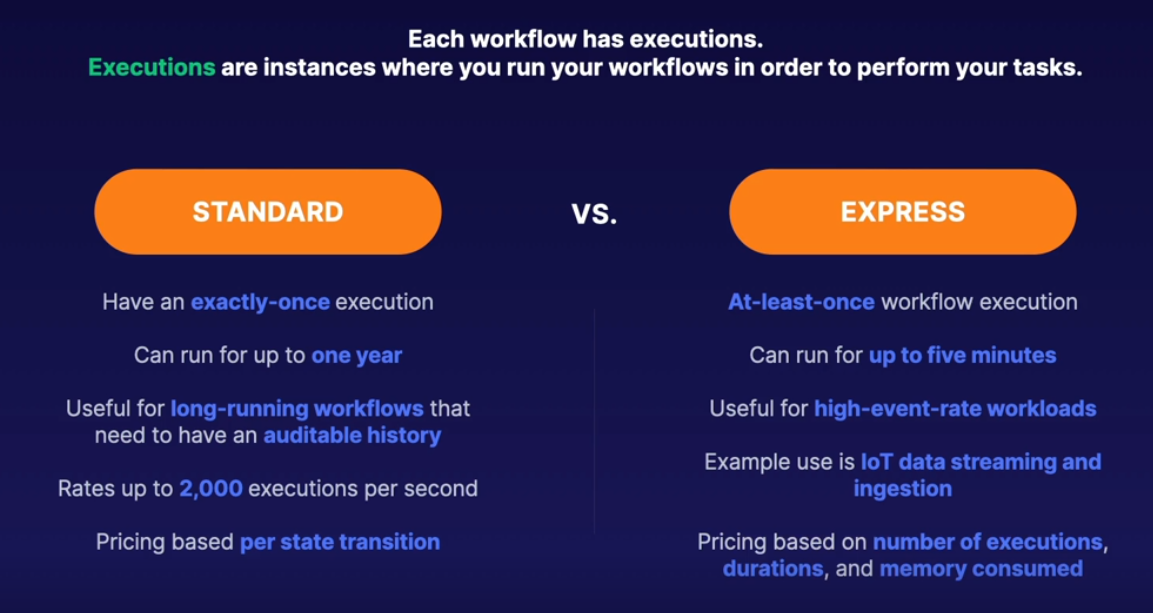 Each workflow has executions.
Executions are instances where you run your workflows in order to perform your tasks.
STANDARD
VS.
EXPRESS
Have an exactly-once execution
Can run for up to one year
Useful for long-running workflows that
need to have an auditable history
Rates up to 2,000 executions per second
Pricing based per state transition
At-least-once workflow execution
Can run for up to five minutes
Useful for high-event-rate workloads
Example use is IoT data streaming and
ingestion
Pricing based on number of executions,
durations, and memory consumed